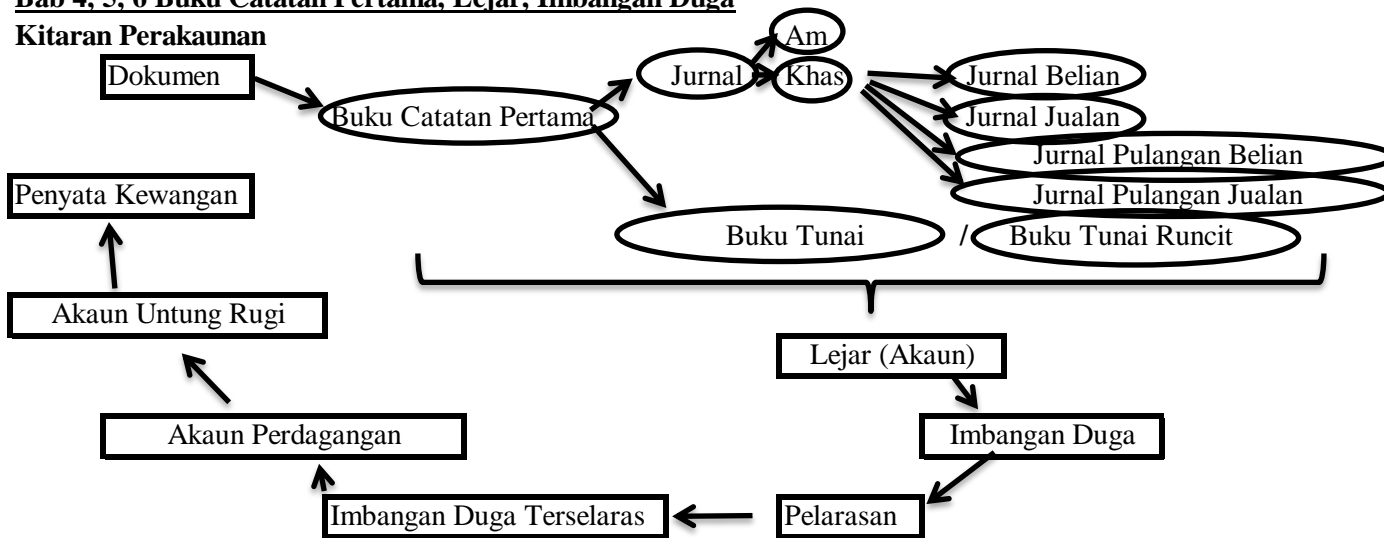 Bab 4, 5, 6 Buku Catatan Pertama, Lejar, Imbangan Duga
Kitaran Perakaunan
Am
Dokumen
Jurnal
Khas
Jurnal Belian
Buku Catatan Pertama
Jurnal Jualan
Jurnal Pulangan Belian
Penyata Kewangan
Jurnal Pulangan Jualan
Buku Tunai
/
Buku Tunai Runcit
Akaun Untung Rugi
Lejar (Akaun)
Akaun Perdagangan
Imbangan Duga
Imbangan Duga Terselaras
Pelarasan